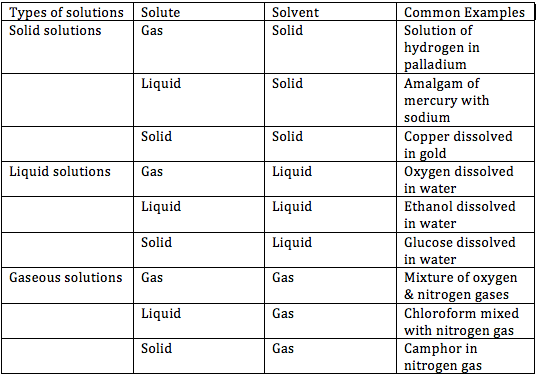 Types of solutions Solute Solvent Common Examples
Solid solutions Gas Solid Solution of
hydrogen in
palladium
Liquid Solid Amalgam of
mercury with
sodium
Solid Solid Copper dissolved
in gold
Liquid solutions Gas Liquid Oxygen dissolved
in water
Liquid Liquid Ethanol dissolved
in water
Solid Liquid Glucose dissolved
in water
Gaseous solutions Gas Gas Mixture of oxygen
& nitrogen gases
Liquid Gas Chloroform mixed
with nitrogen gas
Solid Gas Camphor in
nitrogen gas